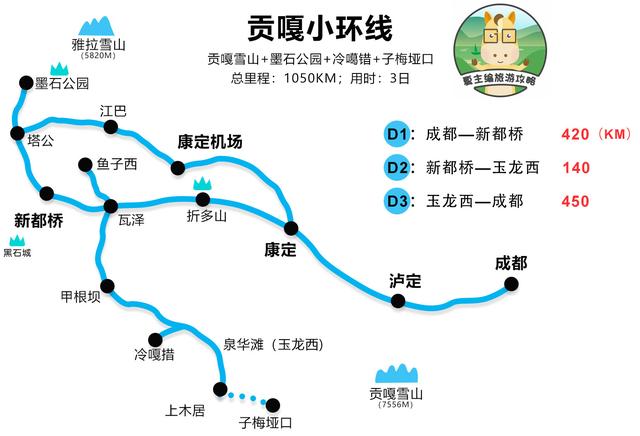 贡嘎小环线
贡嘎雪山+墨石公园+冷噶错+子梅垭口
总里程：1050KM；用时：3日
夏主编旅游攻略
D1：成都—新都桥 420（KM）
D2：新都桥—玉龙西 140
D3：玉龙西—成都 450
雅拉雪山
(5820M)
墨石公园
江巴
塔公
康定机场
鱼子西
新都桥
瓦泽
折多山
黑石城
康定
成都
泸定
甲根坝
冷嘎措
泉华滩（玉龙西)
贡嘎雪山
(7556M)
上木居
子梅垭口